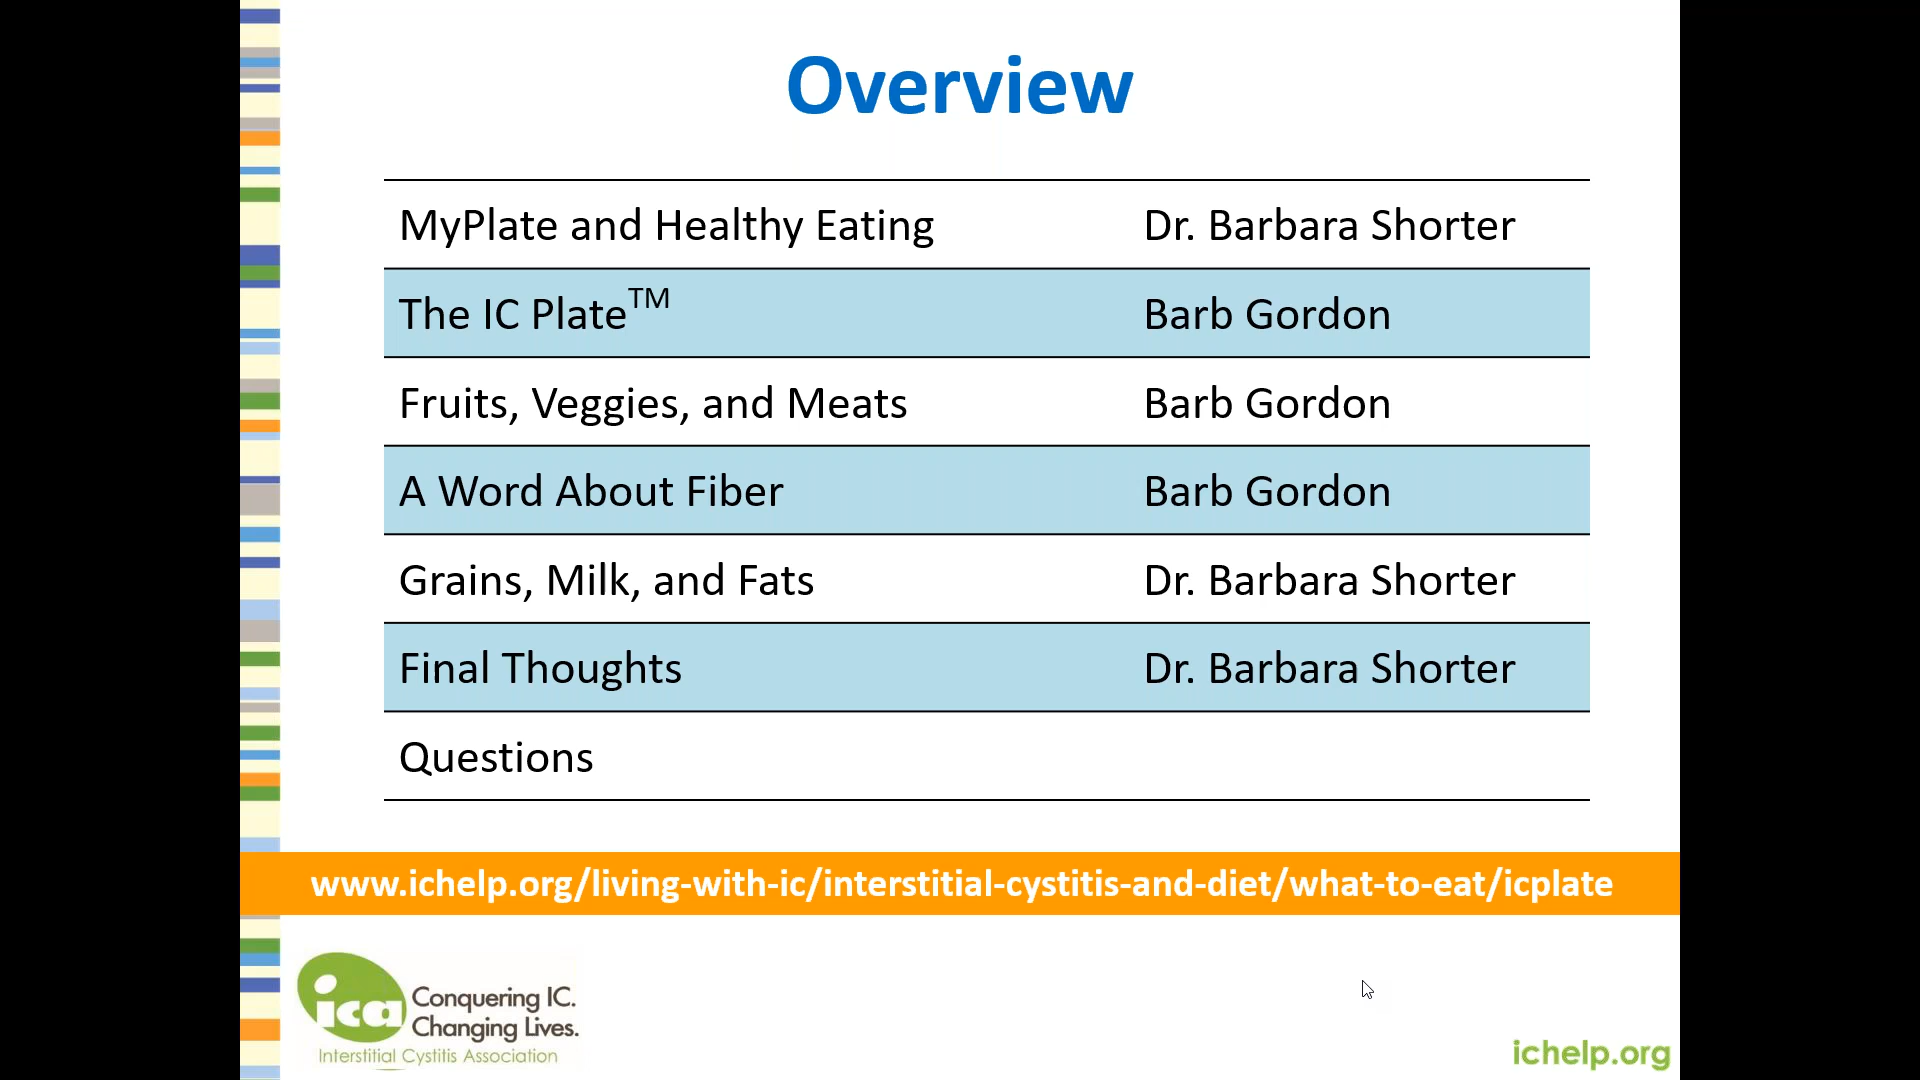 Overview
MyPlate and Healthy Eating Dr. Barbara Shorter
The IC Plate™ Barb Gordon
Fruits, Veggies, and Meats Barb Gordon
A Word About Fiber Barb Gordon
Grains, Milk, and Fats Dr. Barbara Shorter
Final Thoughts Dr. Barbara Shorter
Questions
www.ichelp.org/living-with-ic/interstitial-cystitis-and-diet/what-to-eat/icplate
ica
Conquering IC.
Changing Lives.
Interstitial Cystitis Association
ichelp.org